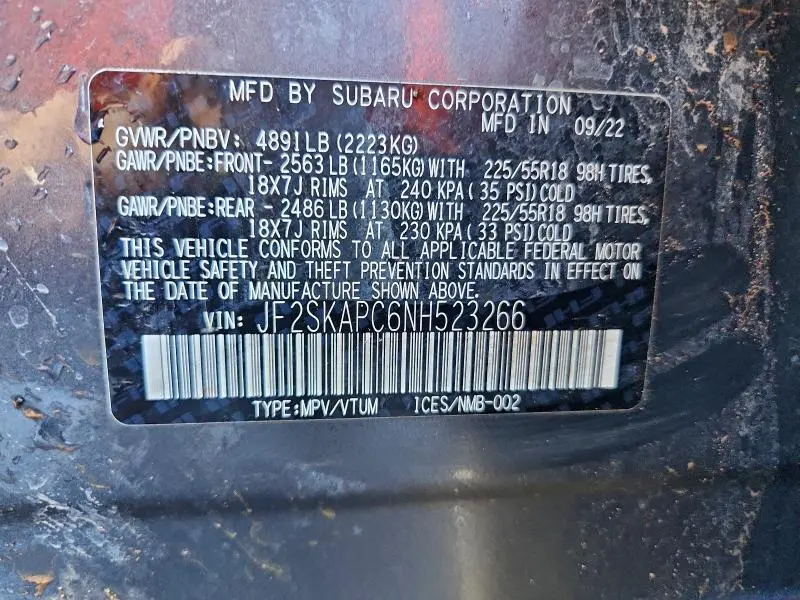 MFD BY SUBARU CORPORATION
MFD IN 09/22
GVWR/PNBV: 4891LB (2223KG)
GAWR/PNBE:FRONT- 2563 LB (1165KG) WITH 225/55R18 98H TIRES,
18X7J RIMS AT 240 KPA (35 PSI) COLD
GAWR/PNBE:REAR - 2486 LB (1130KG) WITH 225/55R18 98H TIRES,
18X7J RIMS AT 230 KPA (33 PSI) COLD
THIS VEHICLE CONFORMS TO ALL APPLICABLE FEDERAL MOTOR
VEHICLE SAFETY AND THEFT PREVENTION STANDARDS IN EFFECT ON
THE DATE OF MANUFACTURE SHOWN ABOVE.
VIN: JF2SKAPC6NH523266
TYPE:MPV/VTUM ICES/NMB-002